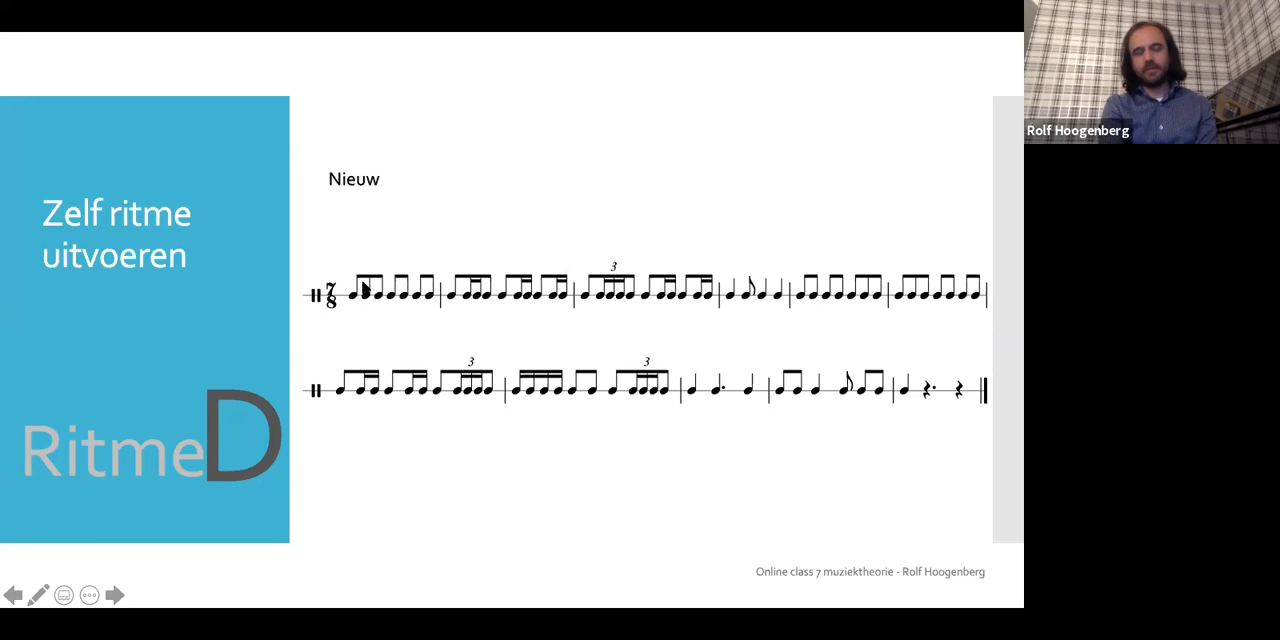 Zelf ritme
uitvoeren
RitmeD
Nieuw
7
8
3
3
3
Online class 7 muziektheorie - Rolf Hoogenberg
Rolf Hoogenberg